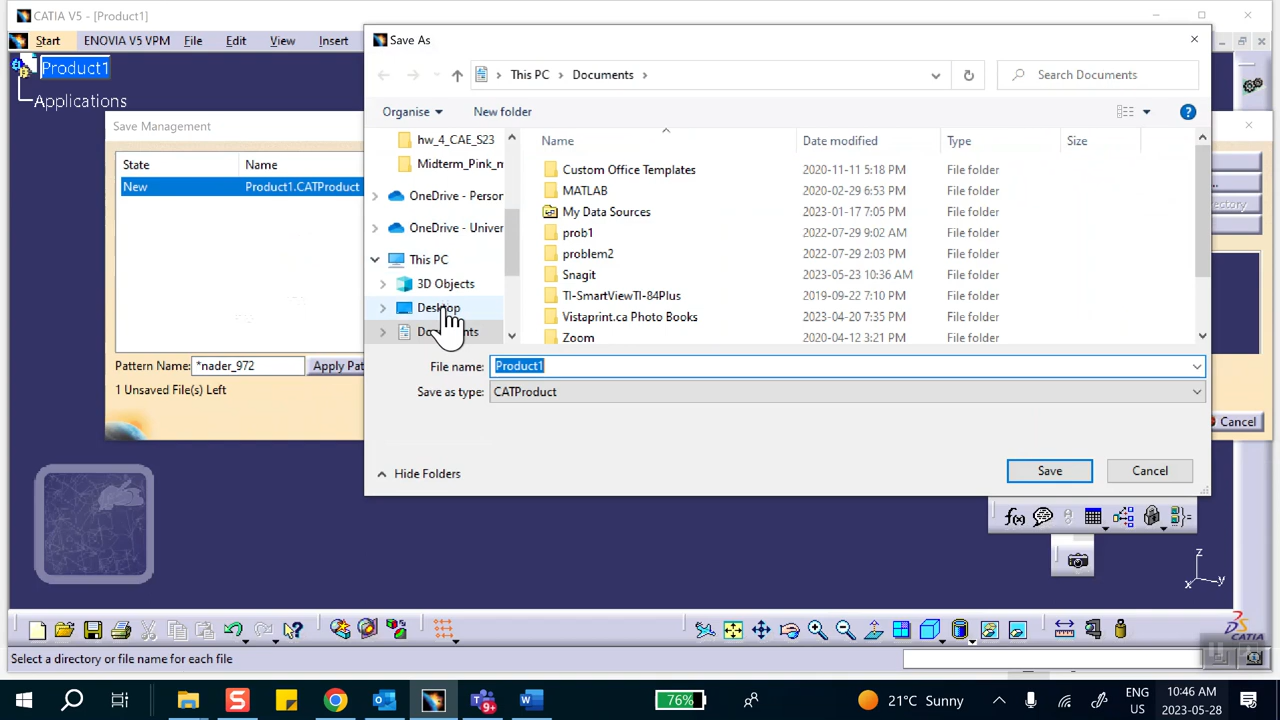 CATIA V5 - [Product1]
Start ENOVIA V5 VPM File Edit View Insert
Product1
Applications
Save Management
State Name
New Product1.CATProduct
Pattern Name: *nader_972 Apply Pat
1 Unsaved File(s) Left
Cancel
Save As
This PC > Documents >
Search Documents
Organise New folder
hw_4_CAE_S23
Midterm_Pink_m
OneDrive - Person
OneDrive - Univer
This PC
3D Objects
Desktop
Name Date modified Type Size
Custom Office Templates 2020-11-11 5:18 PM File folder
MATLAB 2020-02-29 6:53 PM File folder
My Data Sources 2023-01-17 7:05 PM File folder
prob1 2022-07-29 9:02 AM File folder
problem2 2022-07-29 2:03 PM File folder
Snagit 2023-05-23 10:36 AM File folder
TI-SmartViewTI-84Plus 2019-09-22 7:10 PM File folder
Vistaprint.ca Photo Books 2023-04-20 7:35 PM File folder
Zoom 2020-04-12 3:21 PM File folder
File name: Product1
Save as type: CATProduct
Hide Folders
Save Cancel
f(x)
z
x y
CATIA
Select a directory or file name for each file
76% 21°C Sunny ENG 10:46 AM
US 2023-05-28